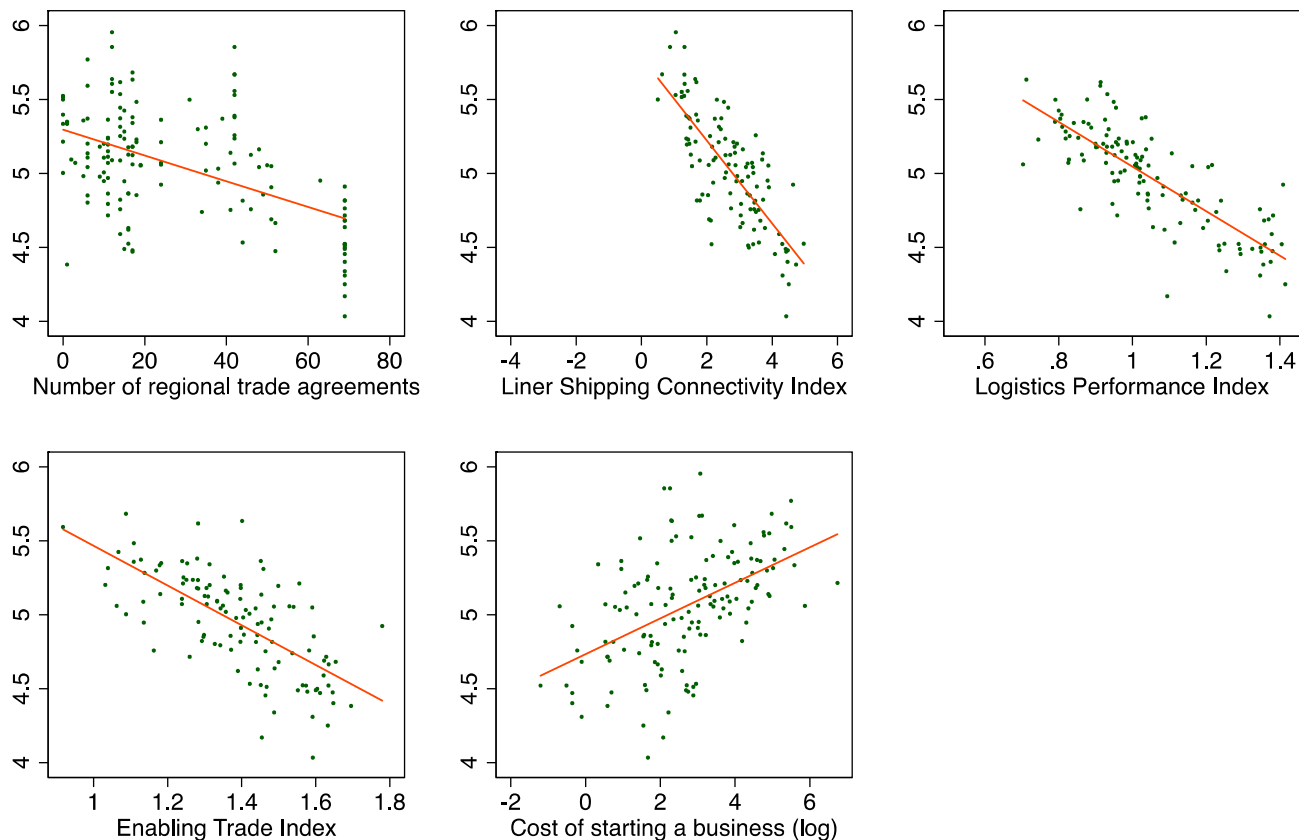 6
5.5
5
4.5
4
0 20 40 60 80
Number of regional trade agreements
6
5.5
5
4.5
4
-4 -2 0 2 4 6
Liner Shipping Connectivity Index
6
5.5
5
4.5
4
.6 .8 1 1.2 1.4
Logistics Performance Index
6
5.5
5
4.5
4
1 1.2 1.4 1.6 1.8
Enabling Trade Index
6
5.5
5
4.5
4
-2 0 2 4 6
Cost of starting a business (log)